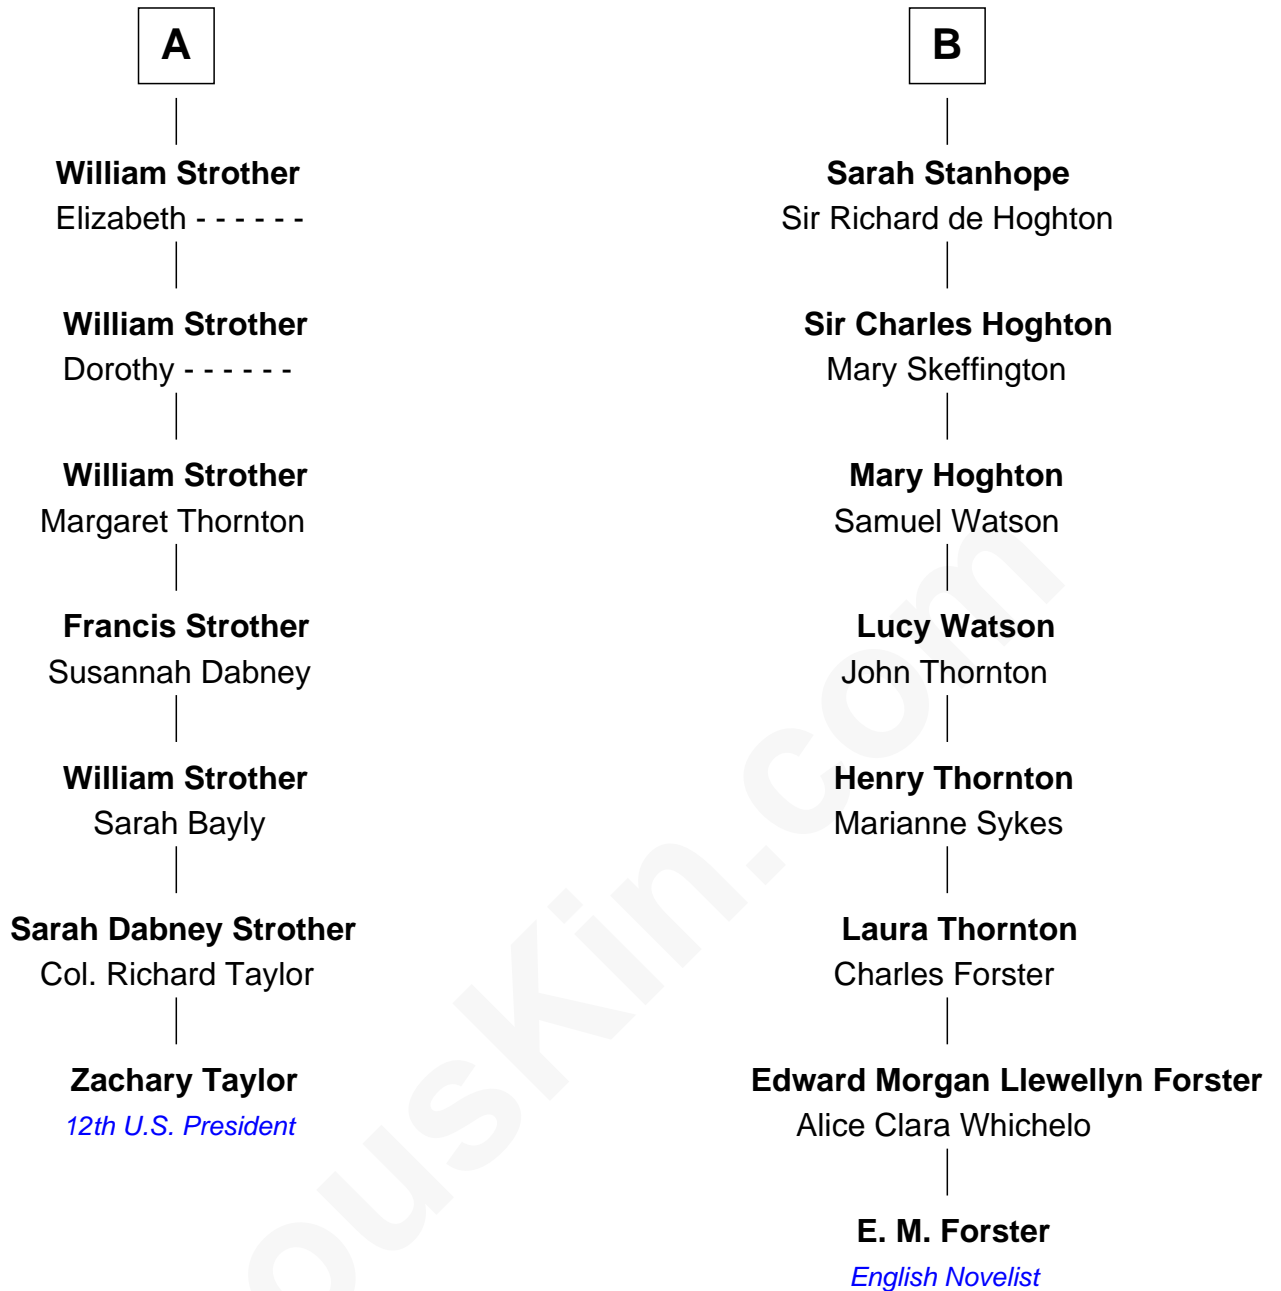 A
William Strother
Elizabeth - - - - - -
William Strother
Dorothy - - - - - -
William Strother
Margaret Thornton
Francis Strother
Susannah Dabney
William Strother
Sarah Bayly
Sarah Dabney Strother
Col. Richard Taylor
Zachary Taylor
12th U.S. President
B
Sarah Stanhope
Sir Richard de Hoghton
Sir Charles Hoghton
Mary Skeffington
Mary Hoghton
Samuel Watson
Lucy Watson
John Thornton
Henry Thornton
Marianne Sykes
Laura Thornton
Charles Forster
Edward Morgan Llewellyn Forster
Alice Clara Whichelo
E. M. Forster
English Novelist
ousKin.com